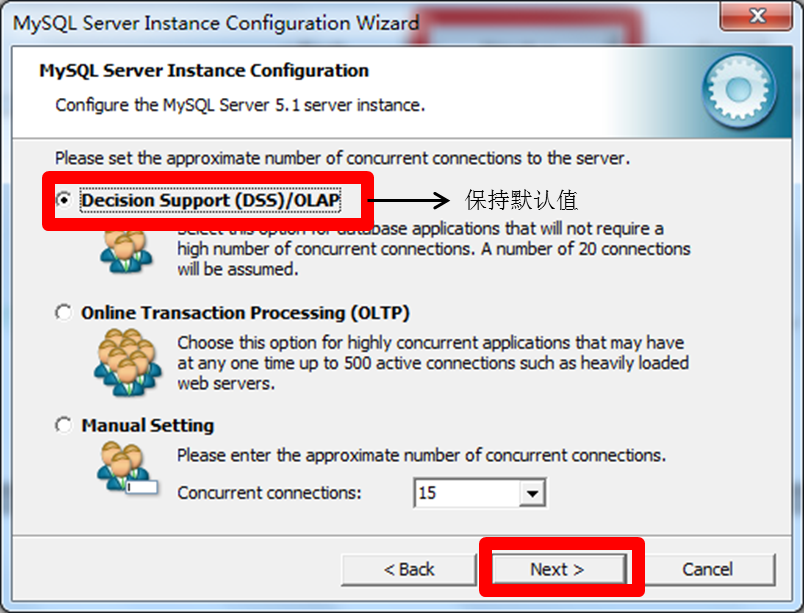 MySQL Server Instance Configuration Wizard
MySQL Server Instance Configuration
Configure the MySQL Server 5.1 server instance.
Please set the approximate number of concurrent connections to the server.
Decision Support (DSS)/OLAP
保持默认值
Select this option for database applications that will not require a
high number of concurrent connections. A number of 20 connections
will be assumed.
Online Transaction Processing (OLTP)
Choose this option for highly concurrent applications that may have
at any one time up to 500 active connections such as heavily loaded
web servers.
Manual Setting
Please enter the approximate number of concurrent connections.
Concurrent connections:
15
< Back
Next >
Cancel